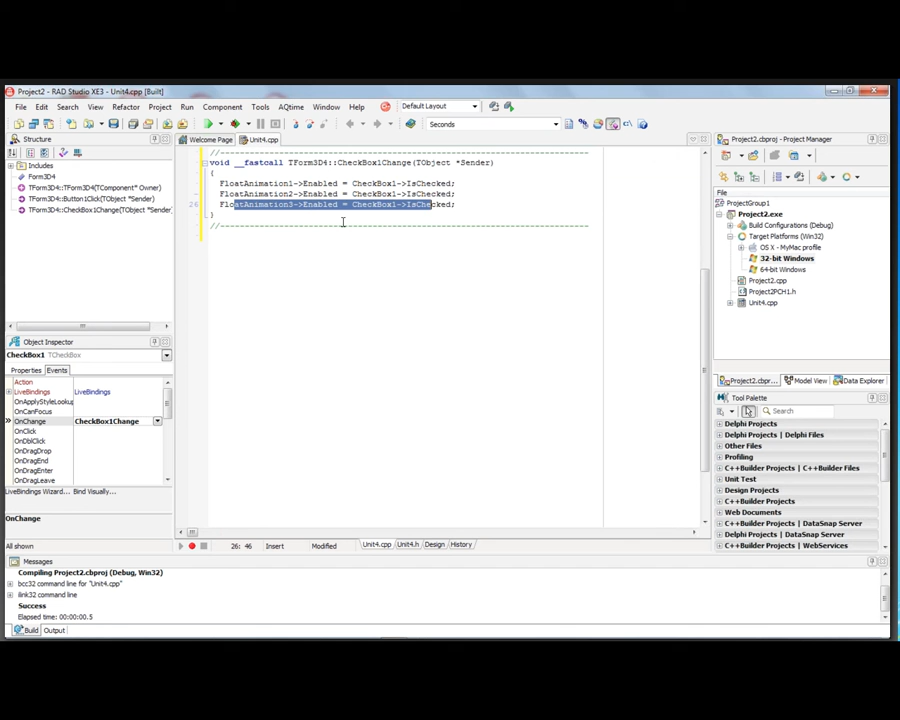 Project2 - RAD Studio XE3 - Unit4.cpp [Built]
File Edit Search View Refactor Project Run Component Tools AQtime Window Help Default Layout
Seconds
Structure
Includes
Form3D4
TForm3D4::TForm3D4(TComponent* Owner)
TForm3D4::Button1Click(TObject *Sender)
TForm3D4::CheckBox1Change(TObject *Sender)
Welcome Page Unit4.cpp
//---------------------------------------------------------------------------
void __fastcall TForm3D4::CheckBox1Change(TObject *Sender)
{
FloatAnimation1->Enabled = CheckBox1->IsChecked;
FloatAnimation2->Enabled = CheckBox1->IsChecked;
26 FloatAnimation3->Enabled = CheckBox1->IsChecked;
}
//---------------------------------------------------------------------------
Project2.cbproj - Project Manager
File
ProjectGroup1
Project2.exe
Build Configurations (Debug)
Target Platforms (Win32)
OS X - MyMac profile
32-bit Windows
64-bit Windows
Project2.cpp
Project2PCH1.h
Unit4.cpp
Object Inspector
CheckBox1 TCheckBox
Properties Events
Action
LiveBindings LiveBindings
OnApplyStyleLookup
OnCanFocus
OnChange CheckBox1Change
OnClick
OnDblClick
OnDragDrop
OnDragEnd
OnDragEnter
OnDragLeave
LiveBindings Wizard... Bind Visually...
OnChange
All shown
Project2.cbpr... Model View Data Explorer
Tool Palette
Search
Delphi Projects
Delphi Projects | Delphi Files
Other Files
Profiling
C++Builder Projects | C++Builder Files
Unit Test
Design Projects
C++Builder Projects
Web Documents
C++Builder Projects | DataSnap Server
Delphi Projects | DataSnap Server
C++Builder Projects | WebServices
26: 46 Insert Modified Unit4.cpp Unit4.h Design History
Messages
Compiling Project2.cbproj (Debug, Win32)
bcc32 command line for "Unit4.cpp"
ilink32 command line
Success
Elapsed time: 00:00:00.5
Build Output